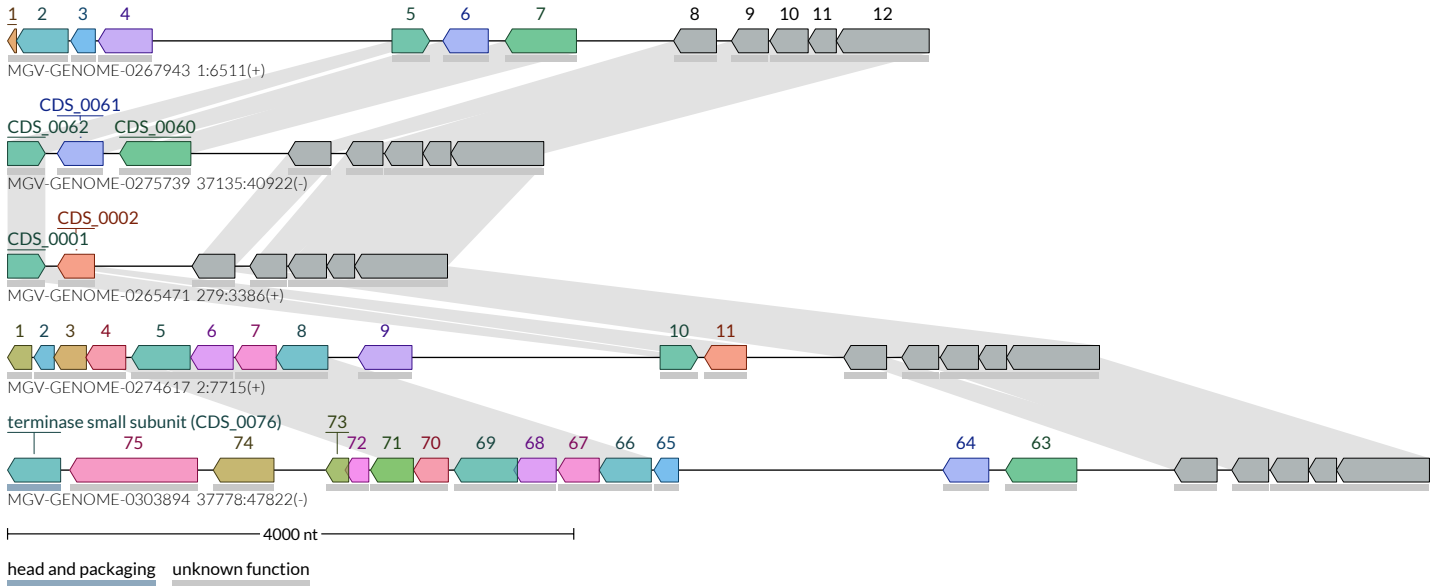 1 2 3 4 5 6 7 8 9 10 11 12
MGV-GENOME-0267943 1:6511(+)
CDS_0061
CDS_0062 CDS_0060
MGV-GENOME-0275739 37135:40922(-)
CDS_0002
CDS_0001
MGV-GENOME-0265471 279:3386(+)
1 2 3 4 5 6 7 8 9 10 11
MGV-GENOME-0274617 2:7715(+)
terminase small subunit (CDS_0076) 73
75 74 72 71 70 69 68 67 66 65 64 63
MGV-GENOME-0303894 37778:47822(-)
4000 nt
head and packaging unknown function